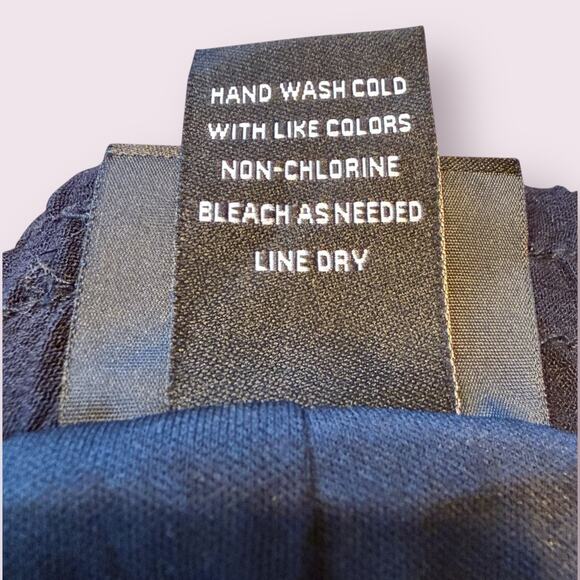 HAND WASH COLD
WITH LIKE COLORS
NON-CHLORINE
BLEACH AS NEEDED
LINE DRY